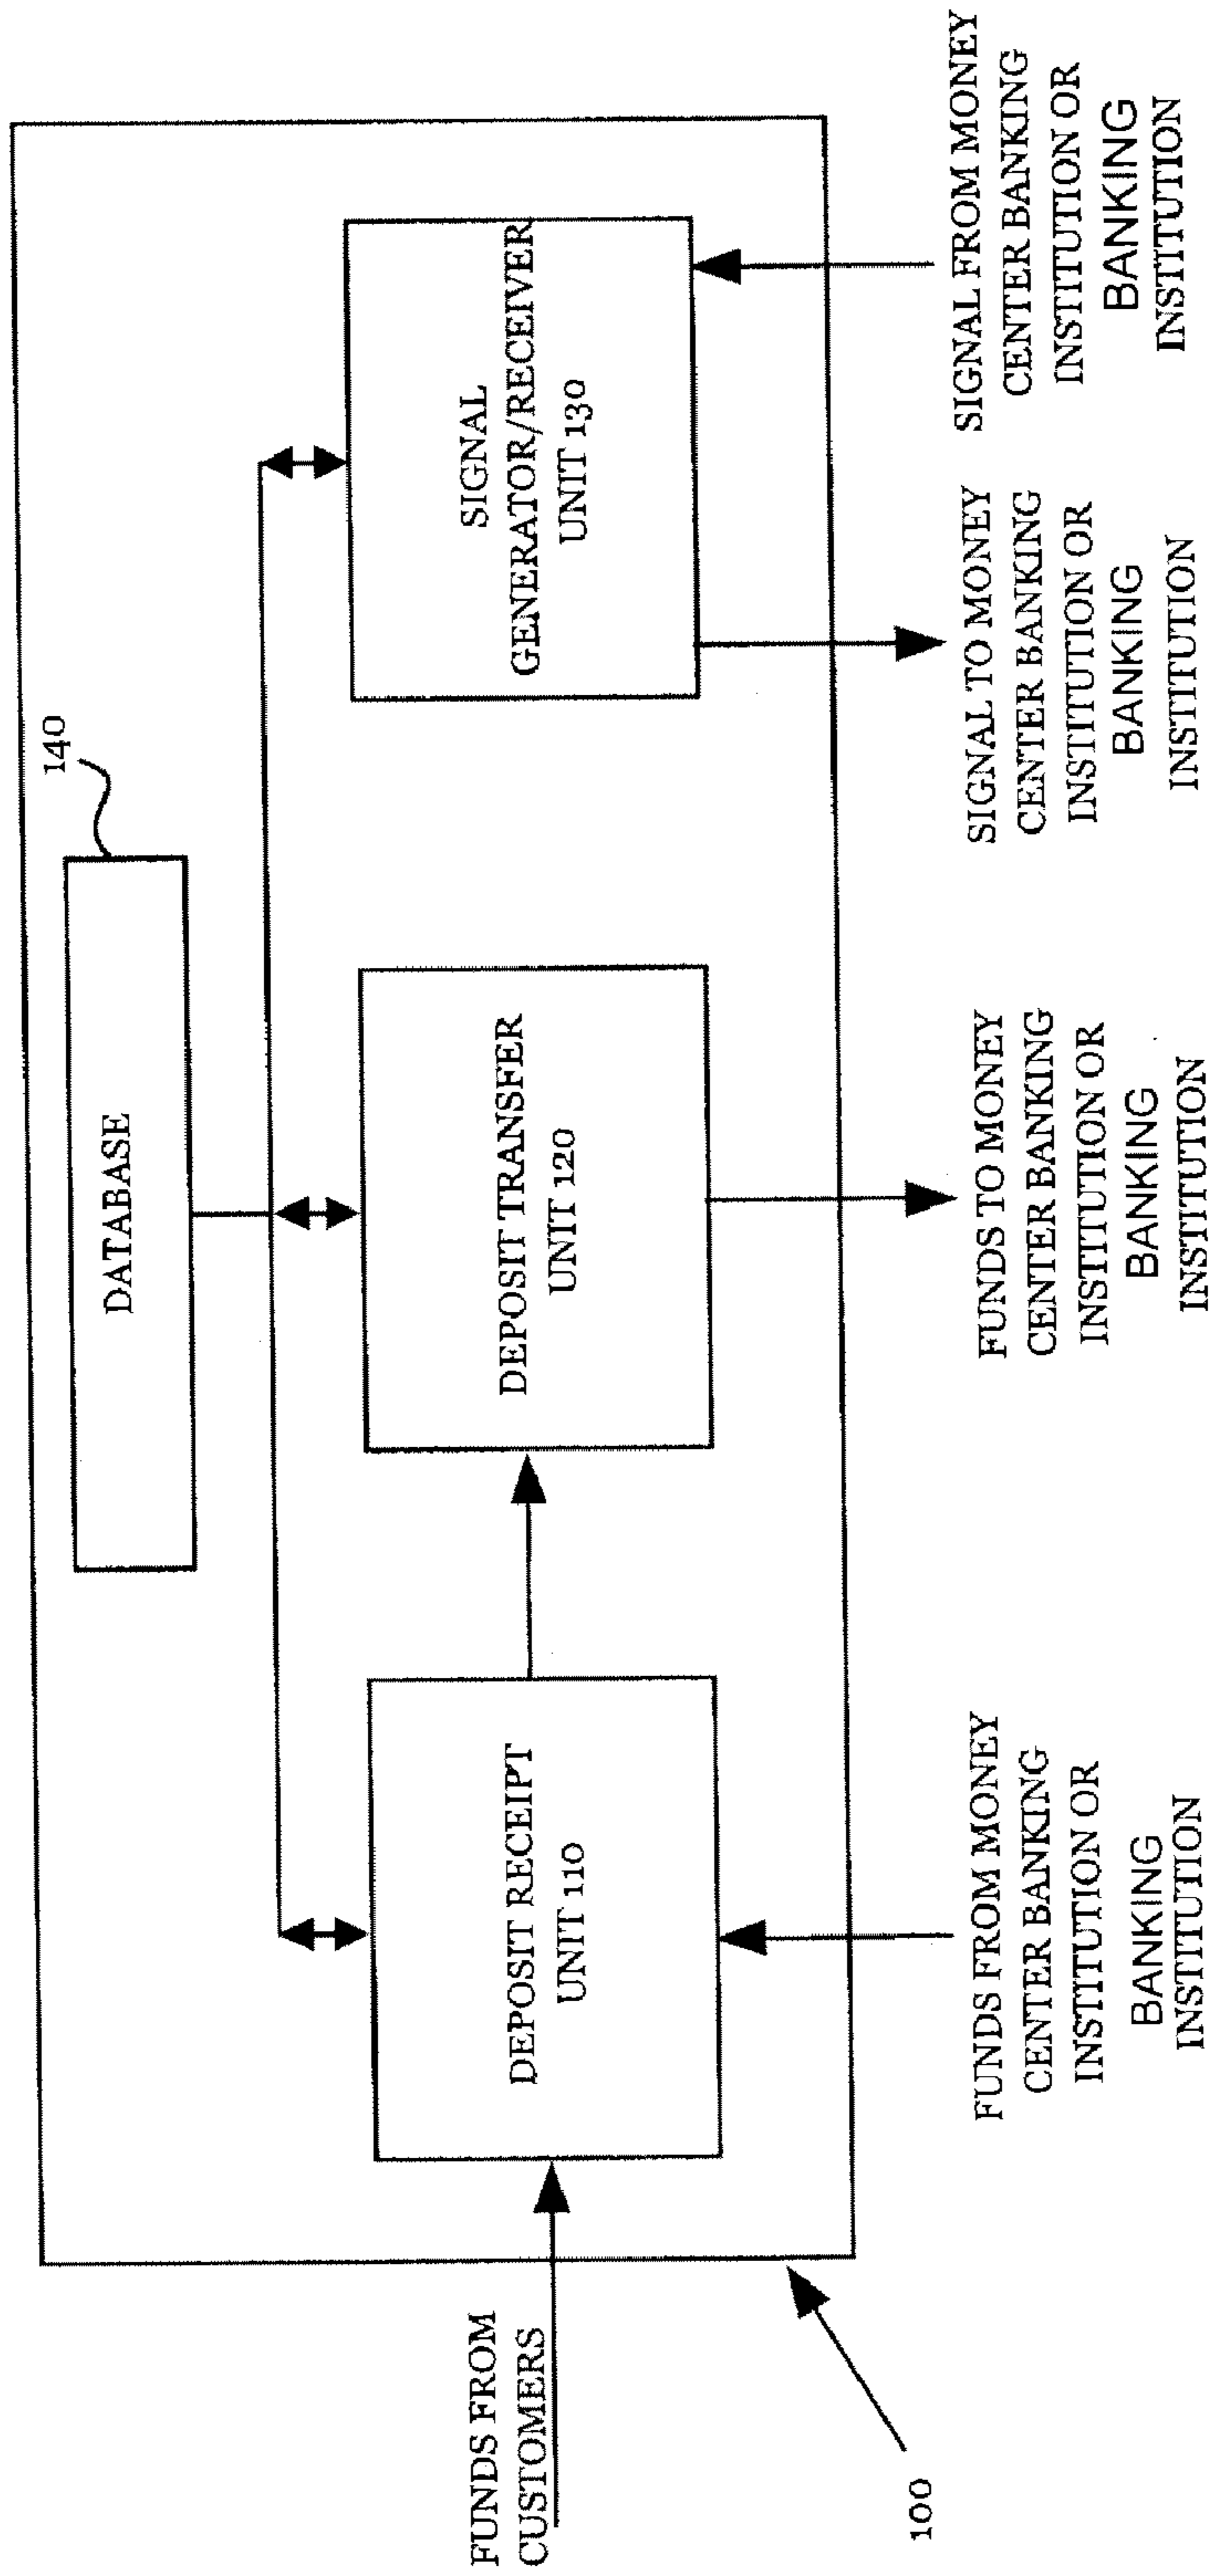 140
DATABASE
SIGNAL
GENERATOR/RECEIVER
UNIT 130
DEPOSIT TRANSFER
UNIT 120
DEPOSIT RECEIPT
UNIT 110
FUNDS FROM
CUSTOMERS
100
FUNDS FROM MONEY
CENTER BANKING
INSTITUTION OR
BANKING
INSTITUTION
FUNDS TO MONEY
CENTER BANKING
INSTITUTION OR
BANKING
INSTITUTION
SIGNAL TO MONEY
CENTER BANKING
INSTITUTION OR
BANKING
INSTITUTION
SIGNAL FROM MONEY
CENTER BANKING
INSTITUTION OR
BANKING
INSTITUTION